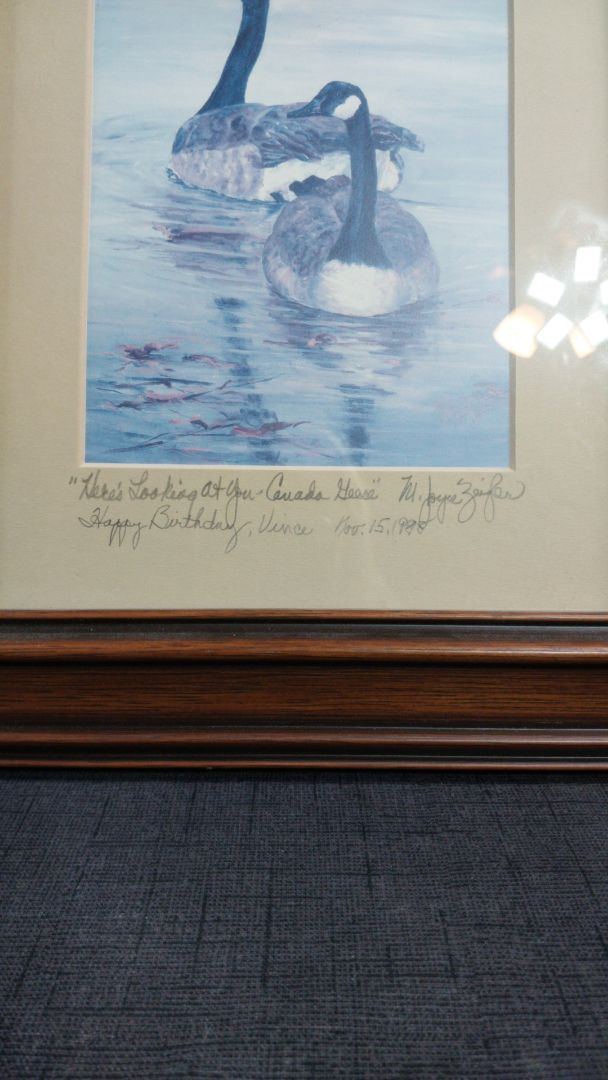 "Here's Looking At You - Canada Geese" M. Joyce
Happy Birthday, Vince Nov. 15, 1998